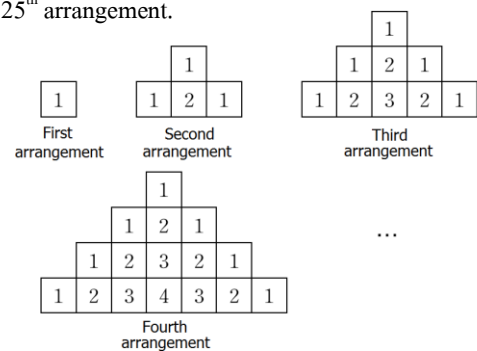 25th arrangement.
1
1 1
1 1 2 1
1 1 2 1 1 2 3 2 1
First Second Third
arrangement arrangement arrangement
1
1 2 1
1 2 3 2 1 ...
1 2 3 4 3 2 1
Fourth
arrangement